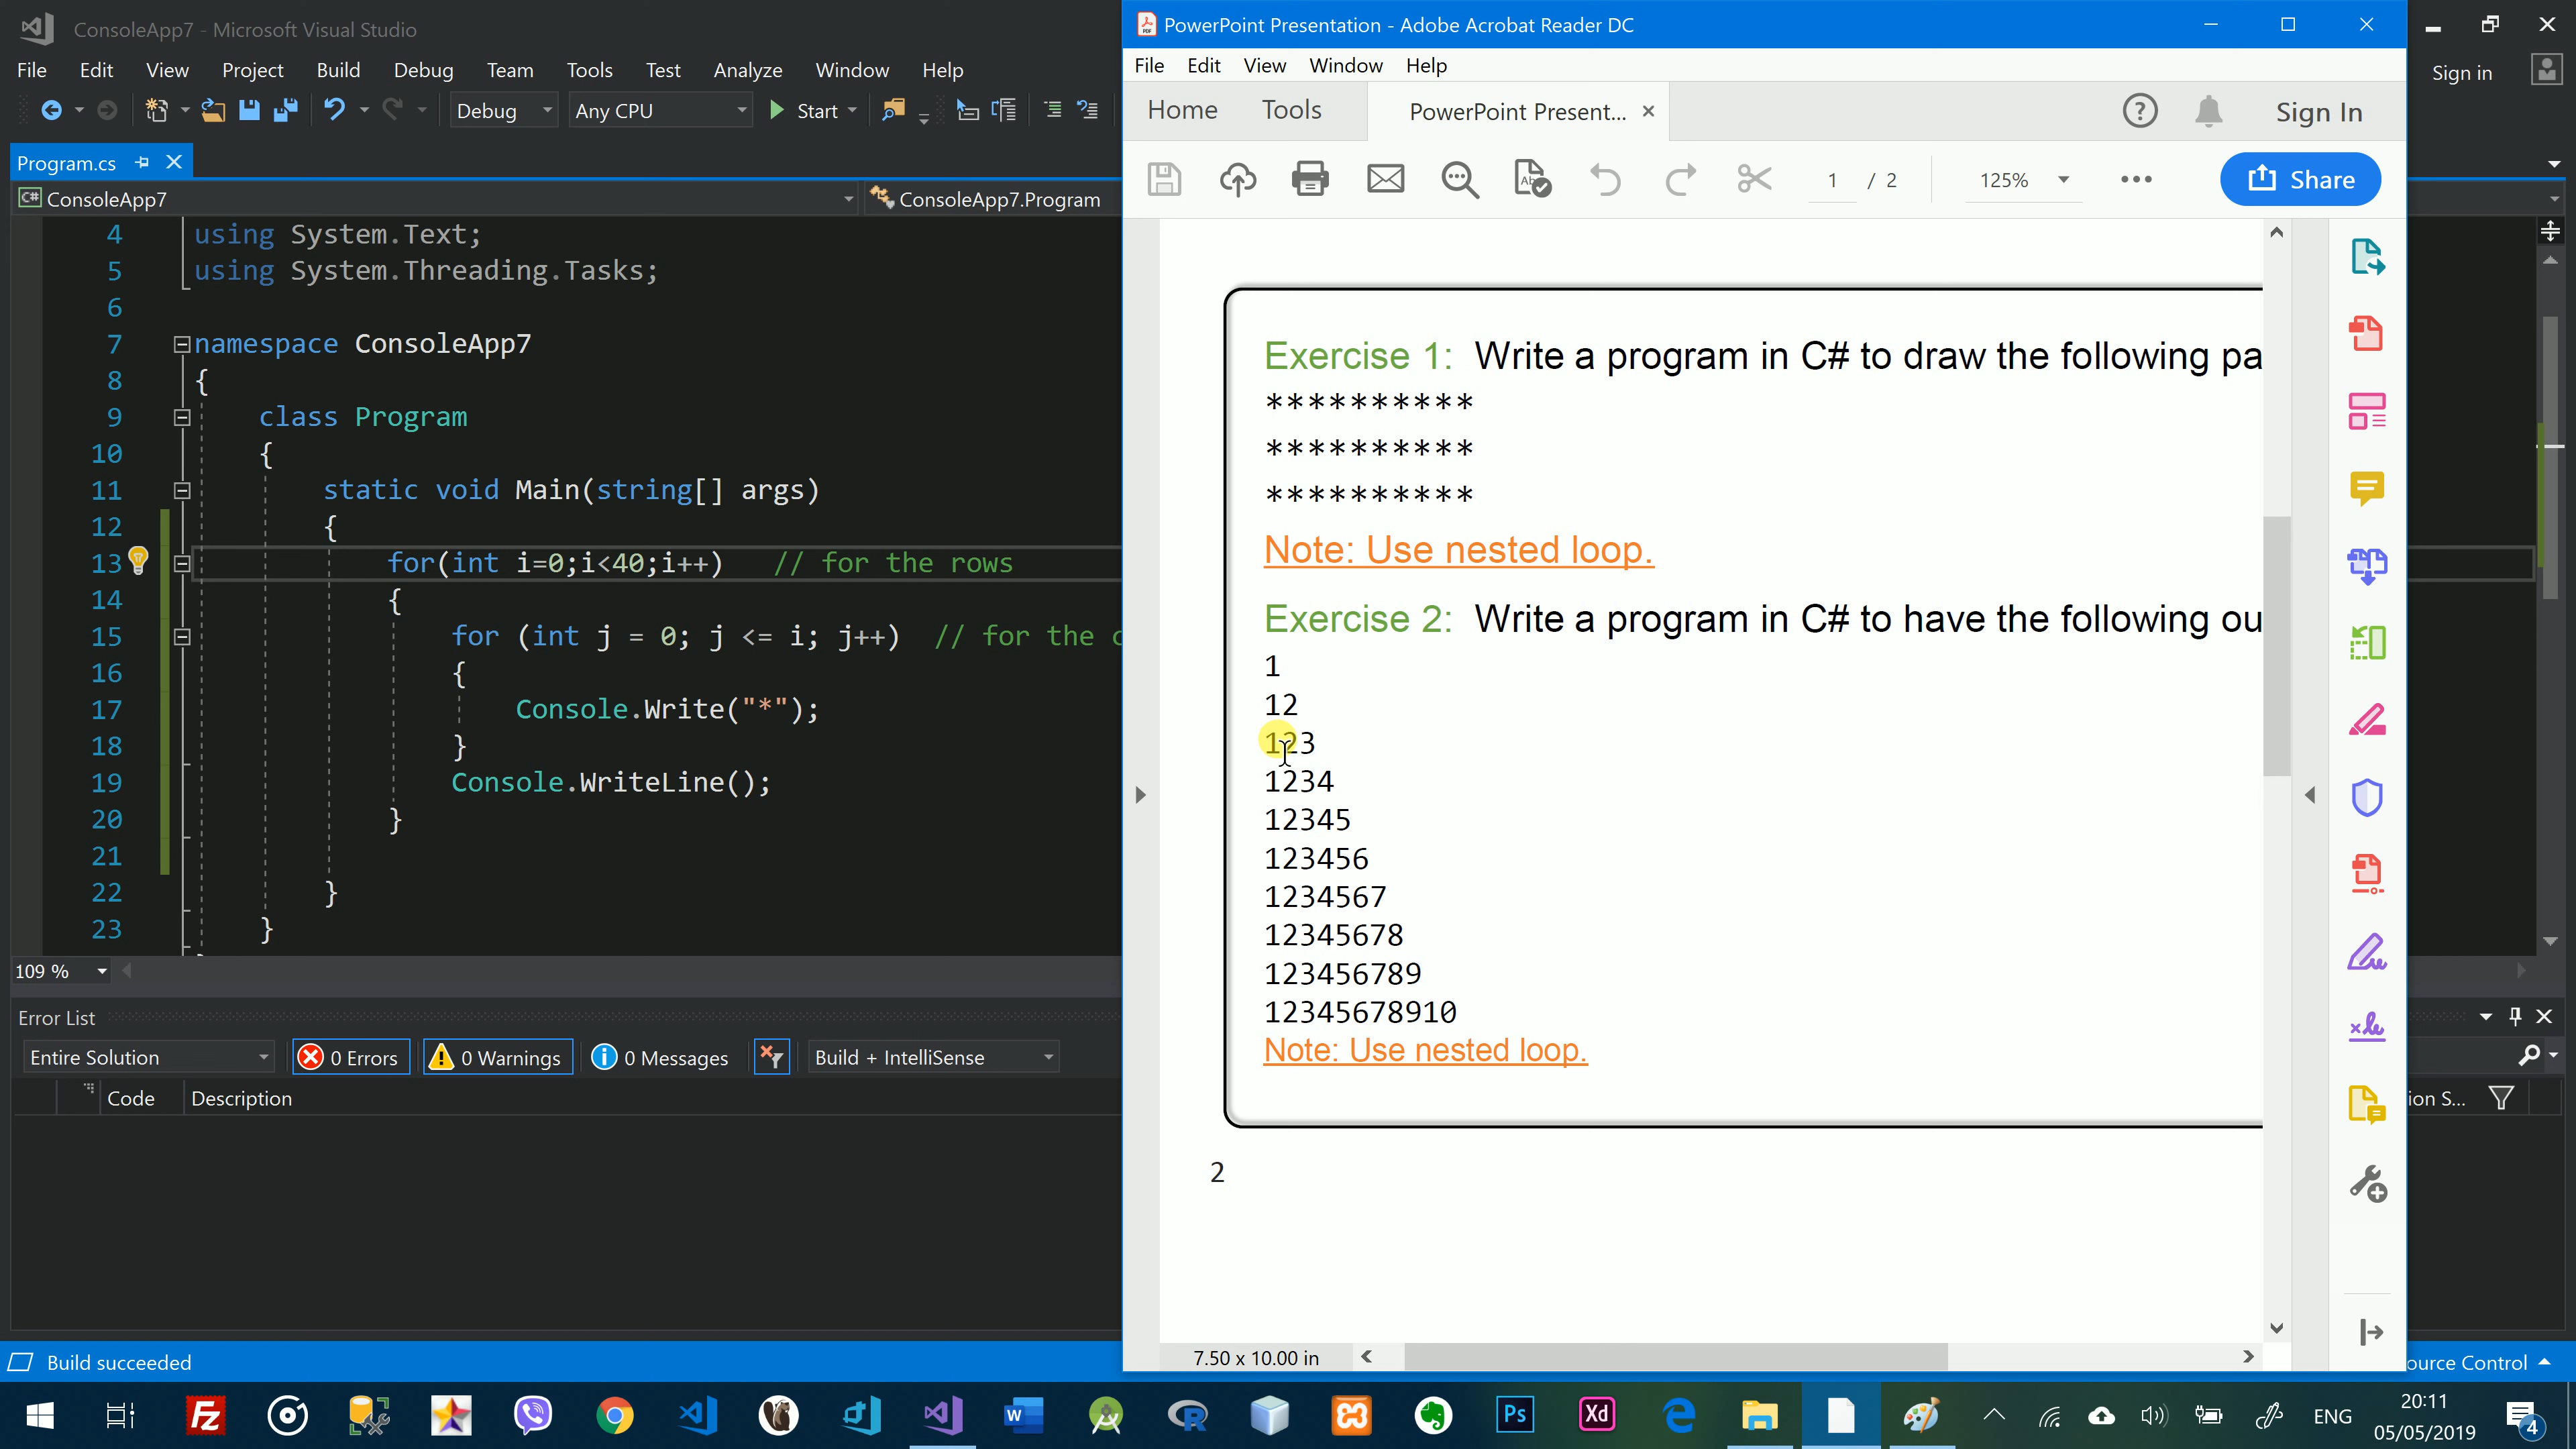 ConsoleApp7 - Microsoft Visual Studio
File Edit View Project Build Debug Team Tools Test Analyze Window Help
Sign in
Debug Any CPU Start
Program.cs
C# ConsoleApp7 ConsoleApp7.Program
4 using System.Text;
5 using System.Threading.Tasks;
6
7 namespace ConsoleApp7
8 {
9 class Program
10 {
11 static void Main(string[] args)
12 {
13 for(int i=0;i<40;i++) // for the rows
14 {
15 for (int j = 0; j <= i; j++) // for the c
16 {
17 Console.Write("*");
18 }
19 Console.WriteLine();
20 }
21
22 }
23 }
109 %
Error List
Entire Solution 0 Errors 0 Warnings 0 Messages Build + IntelliSense
Code Description
ion S...
Build succeeded
ource Control
PowerPoint Presentation - Adobe Acrobat Reader DC
File Edit View Window Help
Home Tools PowerPoint Present... Sign In
1 / 2 125% Share
Exercise 1: Write a program in C# to draw the following pa
**********
**********
**********
Note: Use nested loop.
Exercise 2: Write a program in C# to have the following ou
1
12
123
1234
12345
123456
1234567
12345678
123456789
12345678910
Note: Use nested loop.
2
7.50 x 10.00 in
Fz W R Ps Xd ENG
20:11
05/05/2019
4